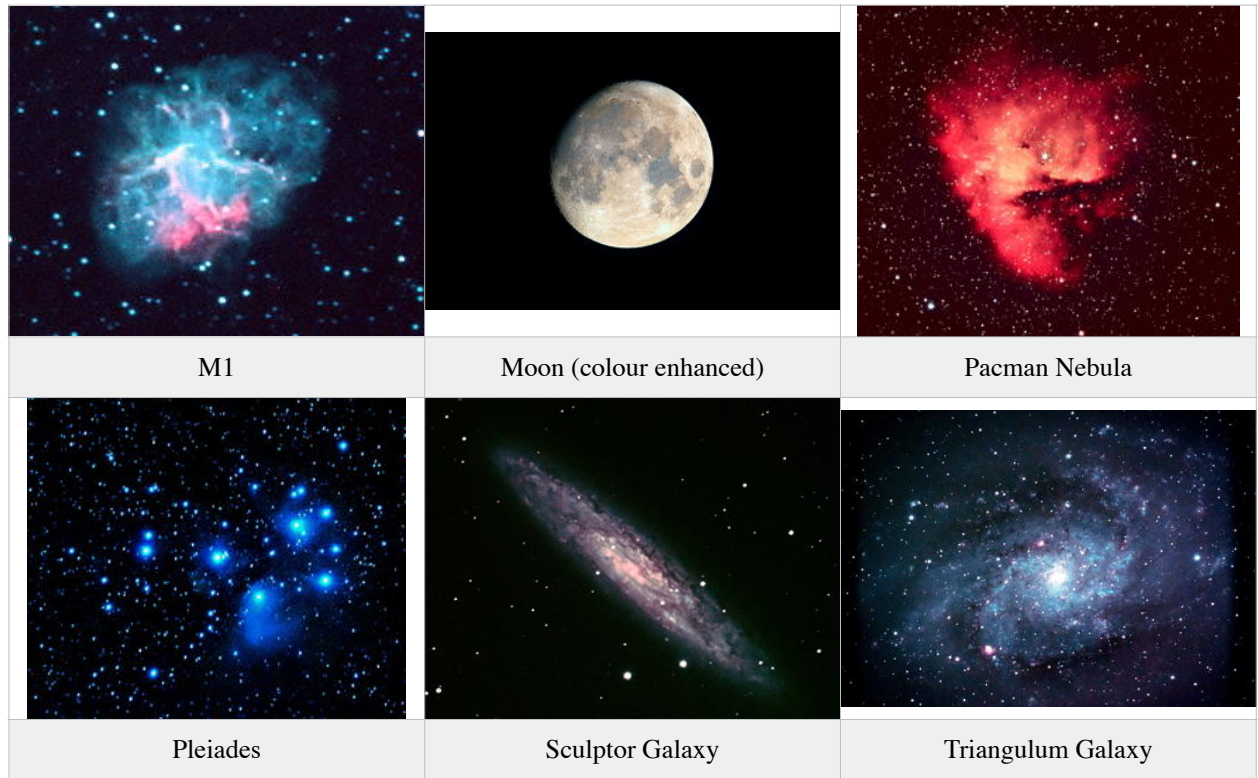 M1
Moon (colour enhanced)
Pacman Nebula
Pleiades
Sculptor Galaxy
Triangulum Galaxy